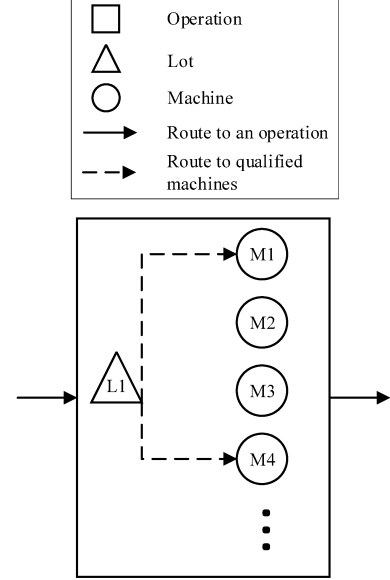 Operation
Lot
Machine
Route to an operation
Route to qualified
machines
M1
M2
L1
M3
M4